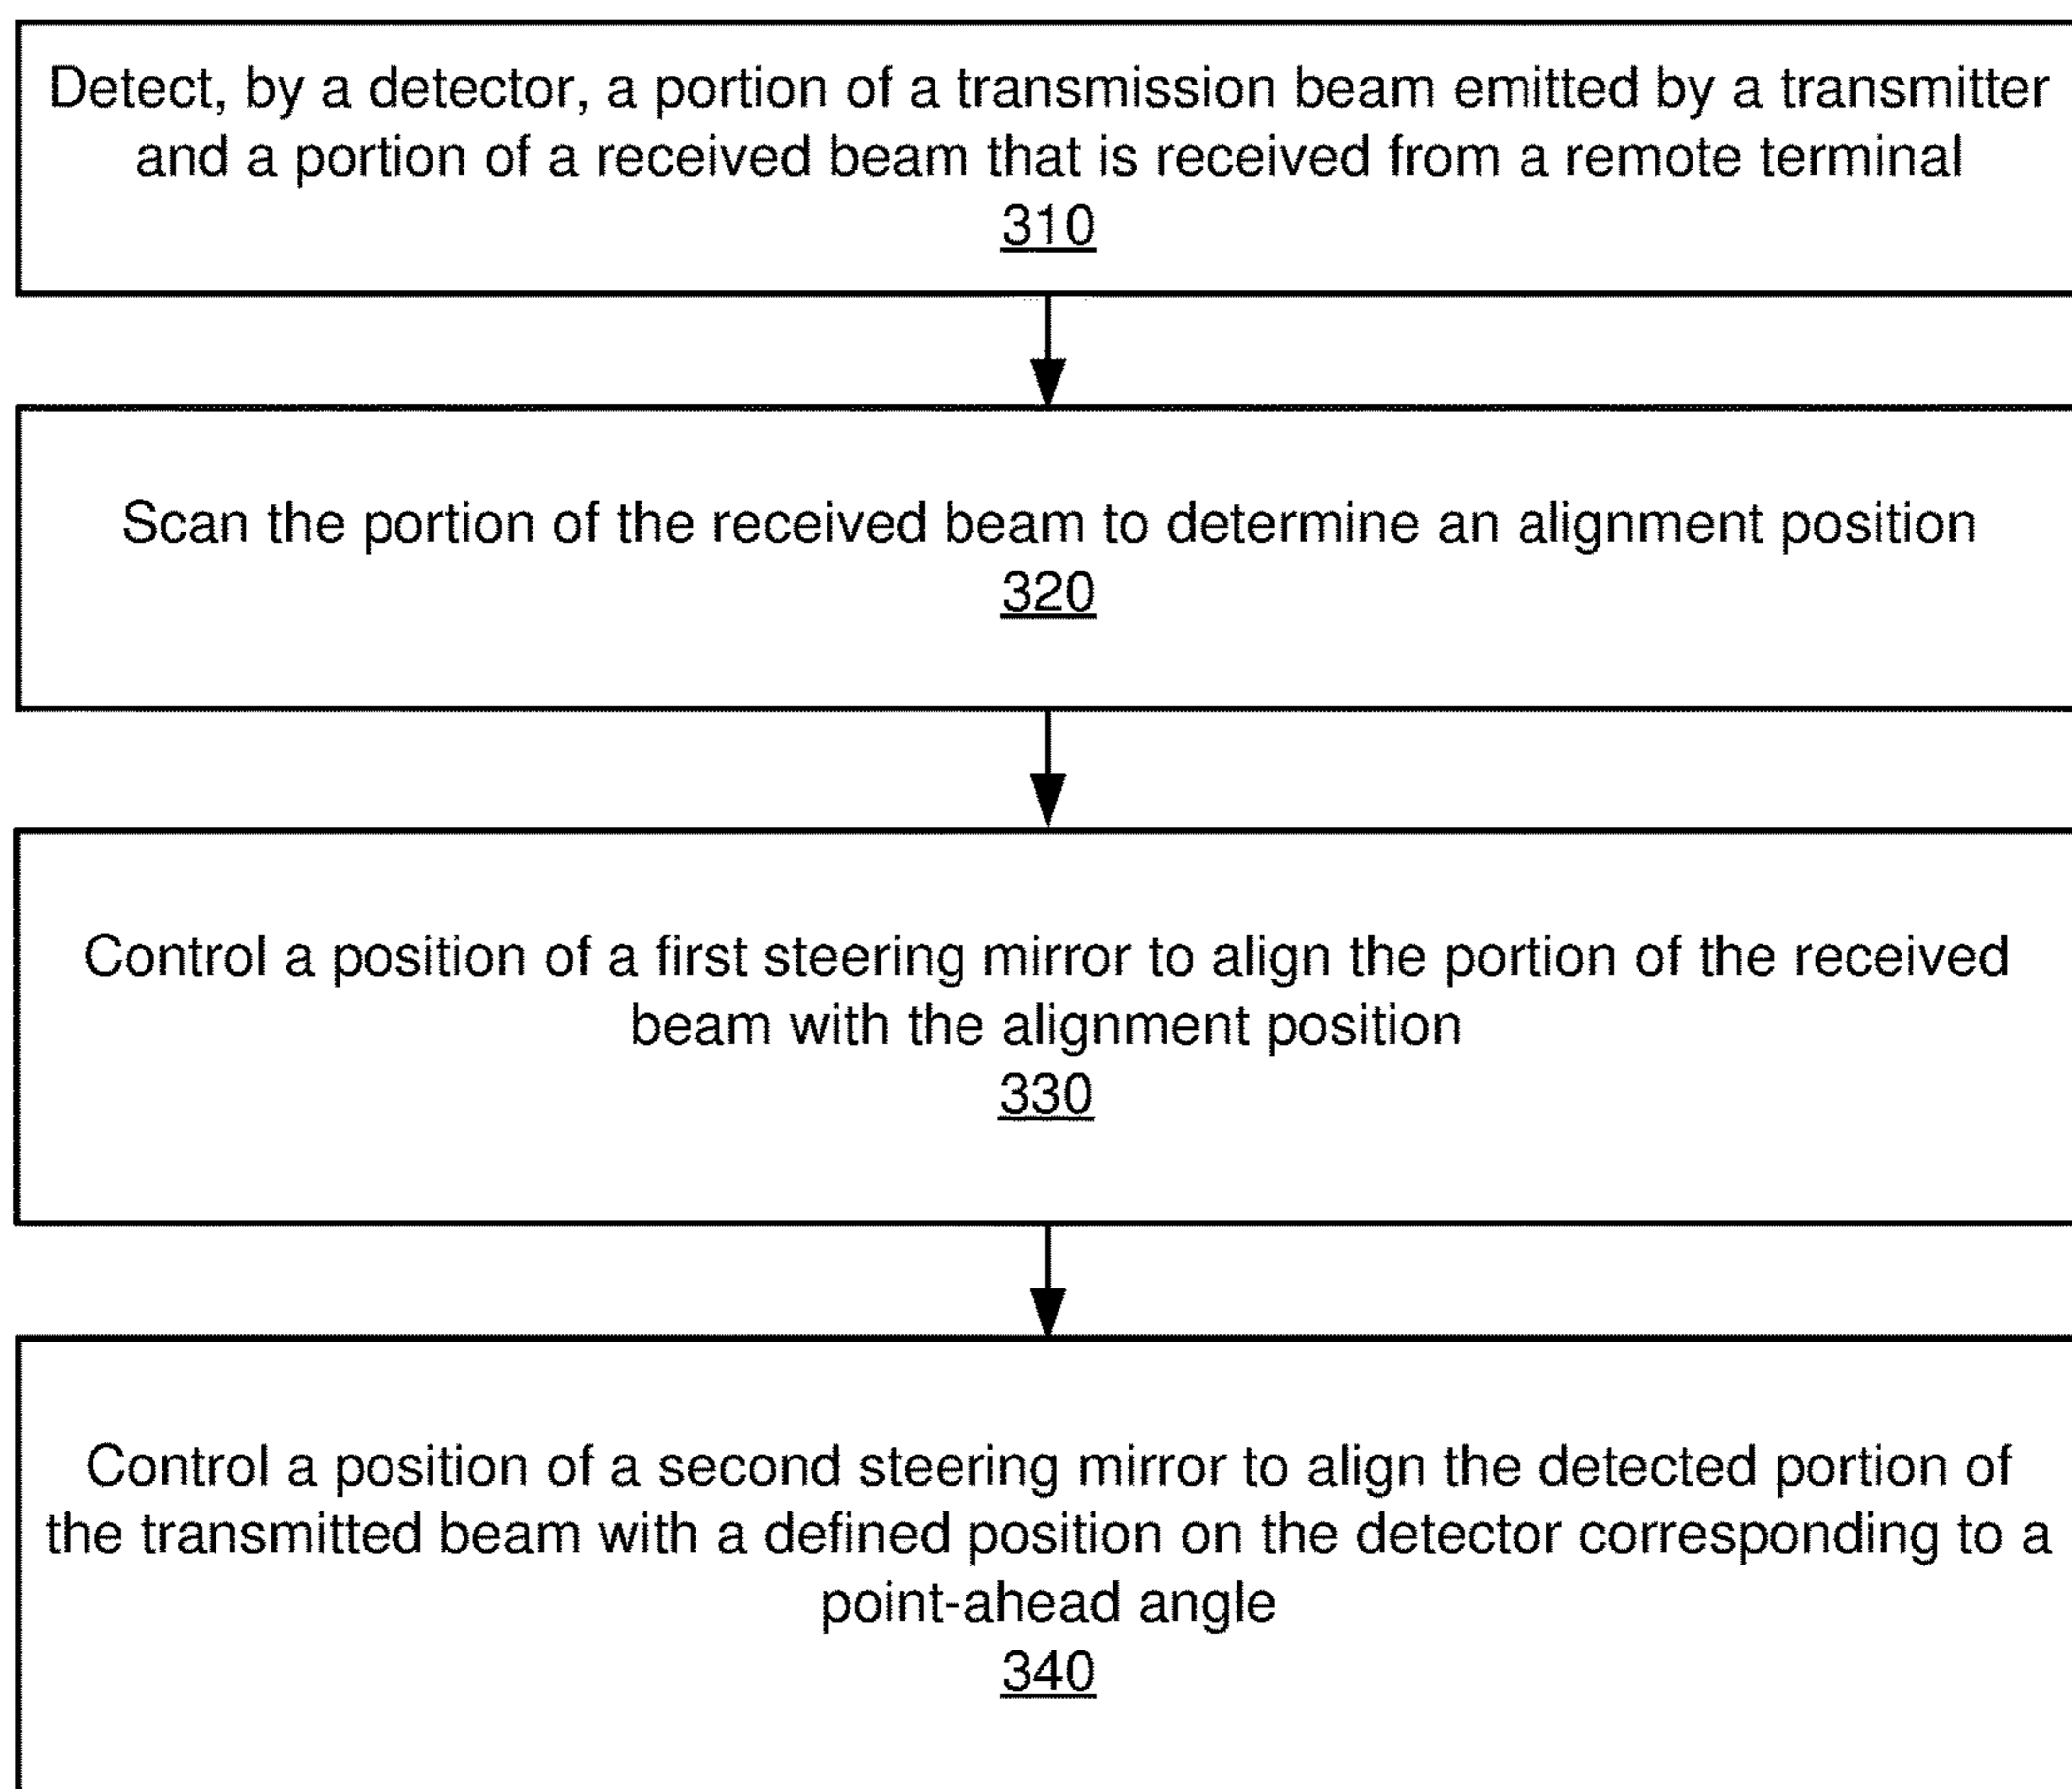 Detect, by a detector, a portion of a transmission beam emitted by a transmitter
and a portion of a received beam that is received from a remote terminal
310
Scan the portion of the received beam to determine an alignment position
320
Control a position of a first steering mirror to align the portion of the received
beam with the alignment position
330
Control a position of a second steering mirror to align the detected portion of
the transmitted beam with a defined position on the detector corresponding to a
point-ahead angle
340